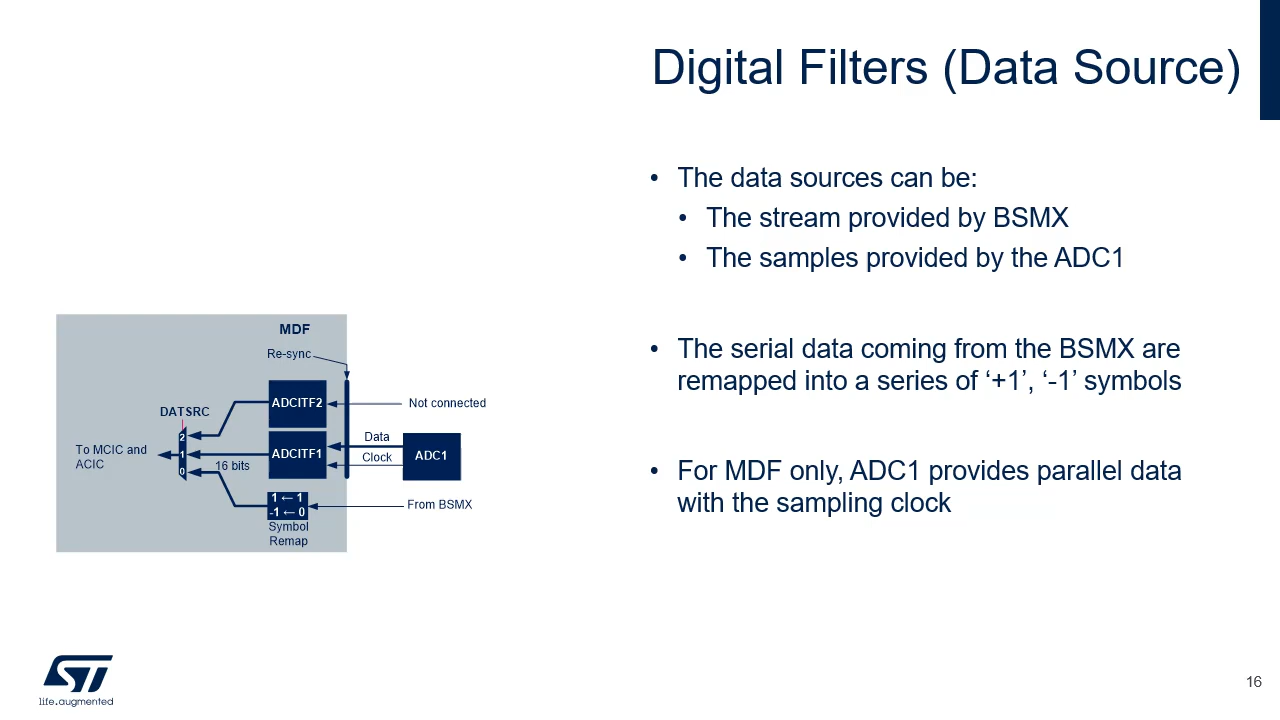 Digital Filters (Data Source)
• The data sources can be:
• The stream provided by BSMX
• The samples provided by the ADC1
• The serial data coming from the BSMX are
remapped into a series of ‘+1’, ‘-1’ symbols
• For MDF only, ADC1 provides parallel data
with the sampling clock
MDF
Re-sync
ADCITF2
Not connected
DATSRC
2
Data
To MCIC and
ACIC
1
ADCITF1
Clock
ADC1
16 bits
0
1 ← 1
-1 ← 0
From BSMX
Symbol
Remap
ST
life.augmented
16